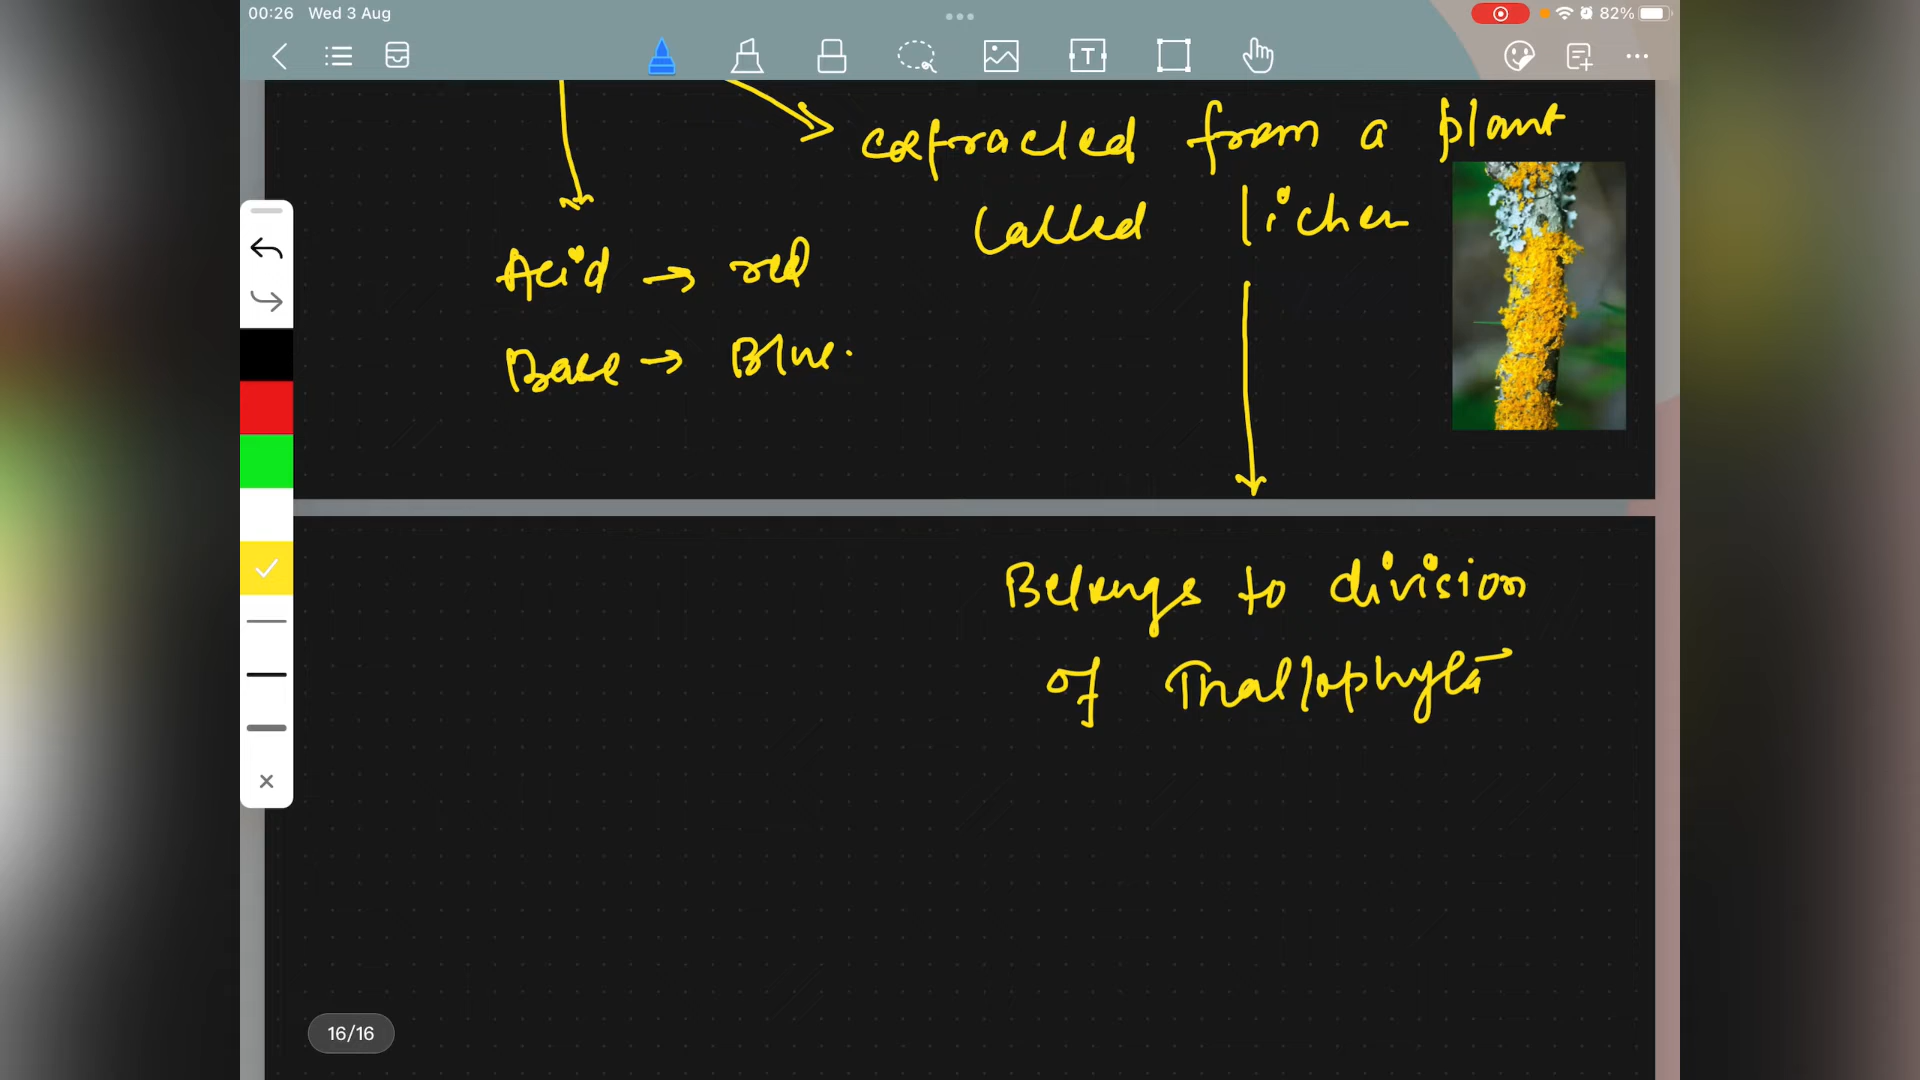 00:26 Wed 3 Aug
82%
T
extracted from a plant
called lichen
Acid → red
Base → Blue.
Belongs to division
of Thallophyta
16/16